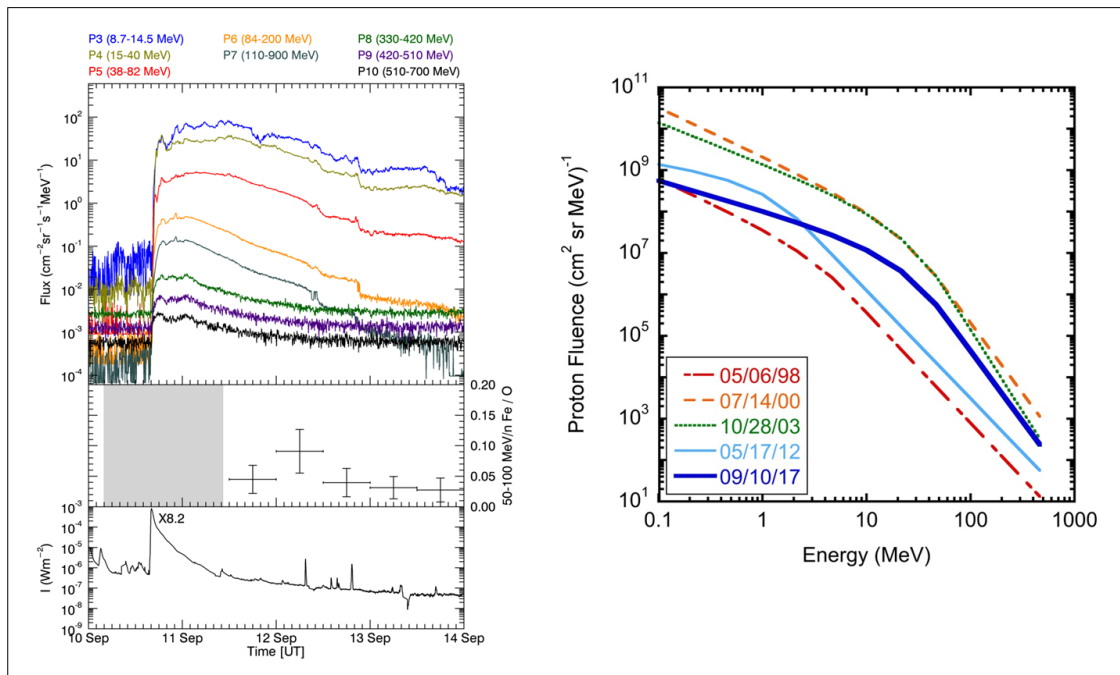 P3 (8.7-14.5 MeV) P6 (84-200 MeV) P8 (330-420 MeV)
P4 (15-40 MeV) P7 (110-900 MeV) P9 (420-510 MeV)
P5 (38-82 MeV) P10 (510-700 MeV)
Flux (cm⁻²sr⁻¹s⁻¹MeV⁻¹)
10²
10¹
10⁰
10⁻¹
10⁻²
10⁻³
10⁻⁴
0.20
0.15
0.10
0.05
0.00
50-100 MeV/n Fe / O
I (Wm⁻²)
10⁻³
10⁻⁴
10⁻⁵
10⁻⁶
10⁻⁷
10⁻⁸
10⁻⁹
X8.2
10 Sep 11 Sep 12 Sep 13 Sep 14 Sep
Time [UT]
Proton Fluence (cm² sr MeV)⁻¹
10¹¹
10⁹
10⁷
10⁵
10³
10¹
05/06/98
07/14/00
10/28/03
05/17/12
09/10/17
0.1 1 10 100 1000
Energy (MeV)